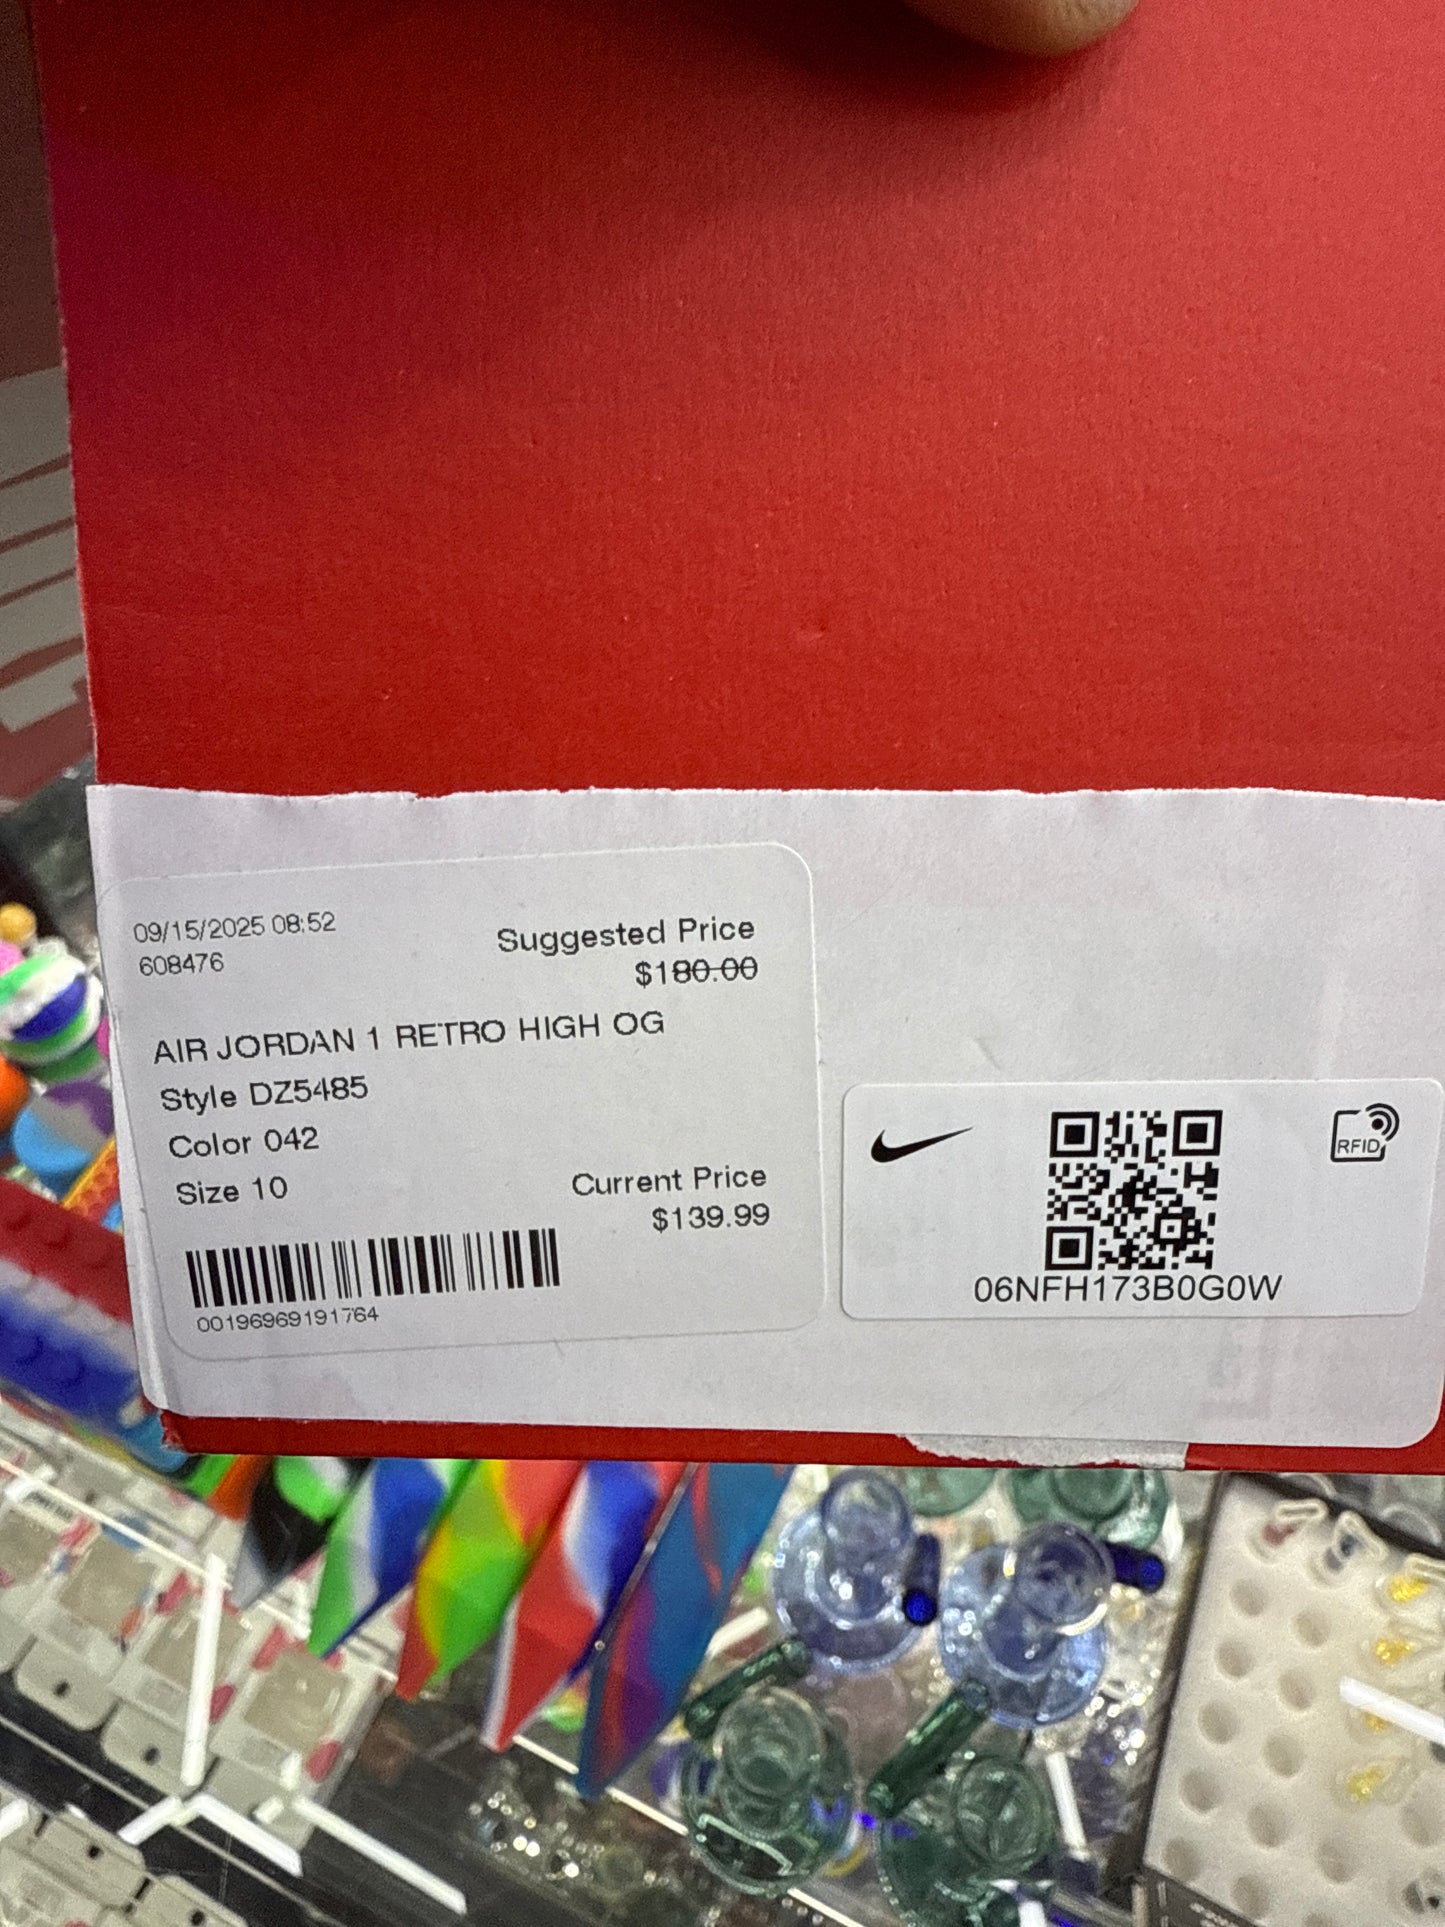 09/15/2025 08:52
608476
Suggested Price
$180.00
AIR JORDAN 1 RETRO HIGH OG
Style DZ5485
Color 042
Size 10
Current Price
$139.99
00196969191764
RFID
06NFH173B0G0W